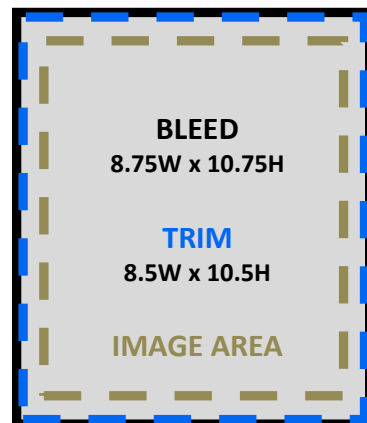 BLEED
8.75W x 10.75H
TRIM
8.5W x 10.5H
IMAGE AREA